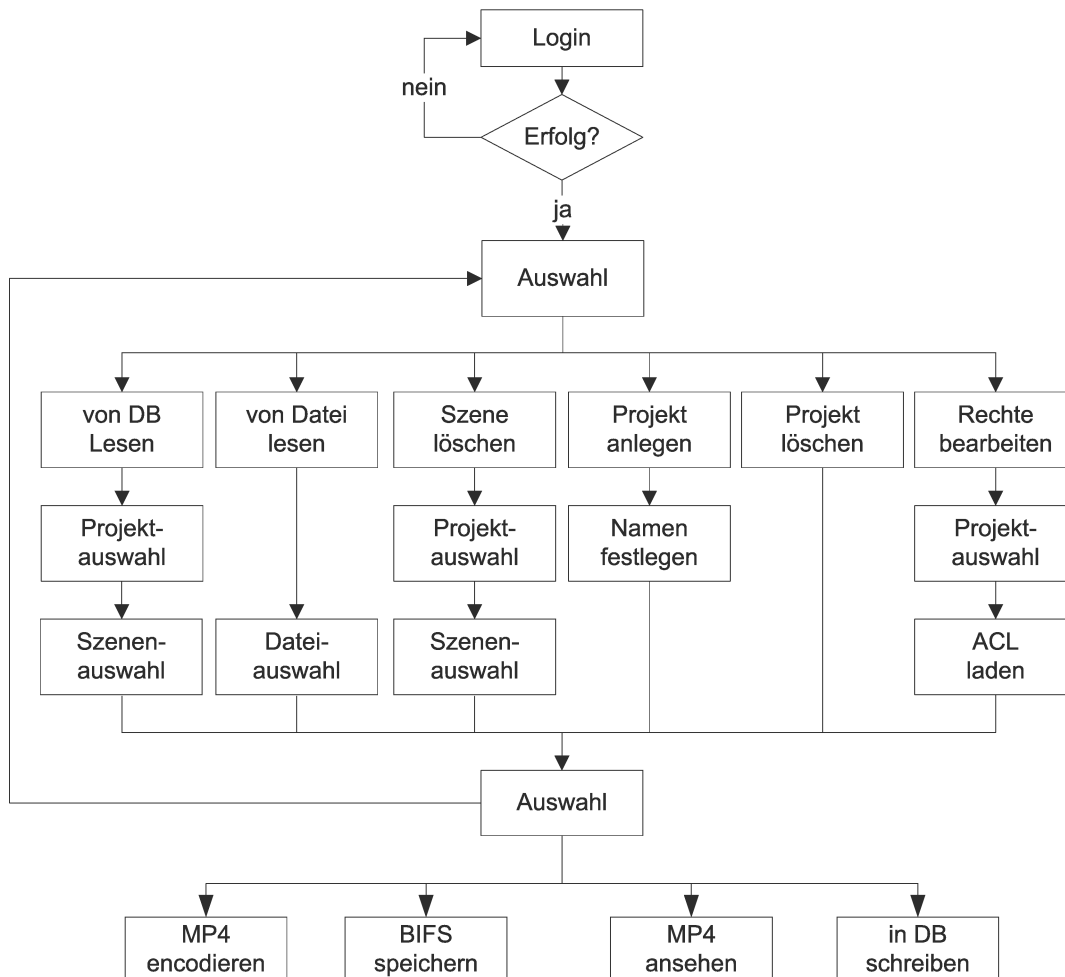 Login
nein
Erfolg?
ja
Auswahl
von DB
Lesen
von Datei
lesen
Szene
löschen
Projekt
anlegen
Projekt
löschen
Rechte
bearbeiten
Projekt-
auswahl
Projekt-
auswahl
Namen
festlegen
Projekt-
auswahl
Szenen-
auswahl
Datei-
auswahl
Szenen-
auswahl
ACL
laden
Auswahl
MP4
encodieren
BIFS
speichern
MP4
ansehen
in DB
schreiben